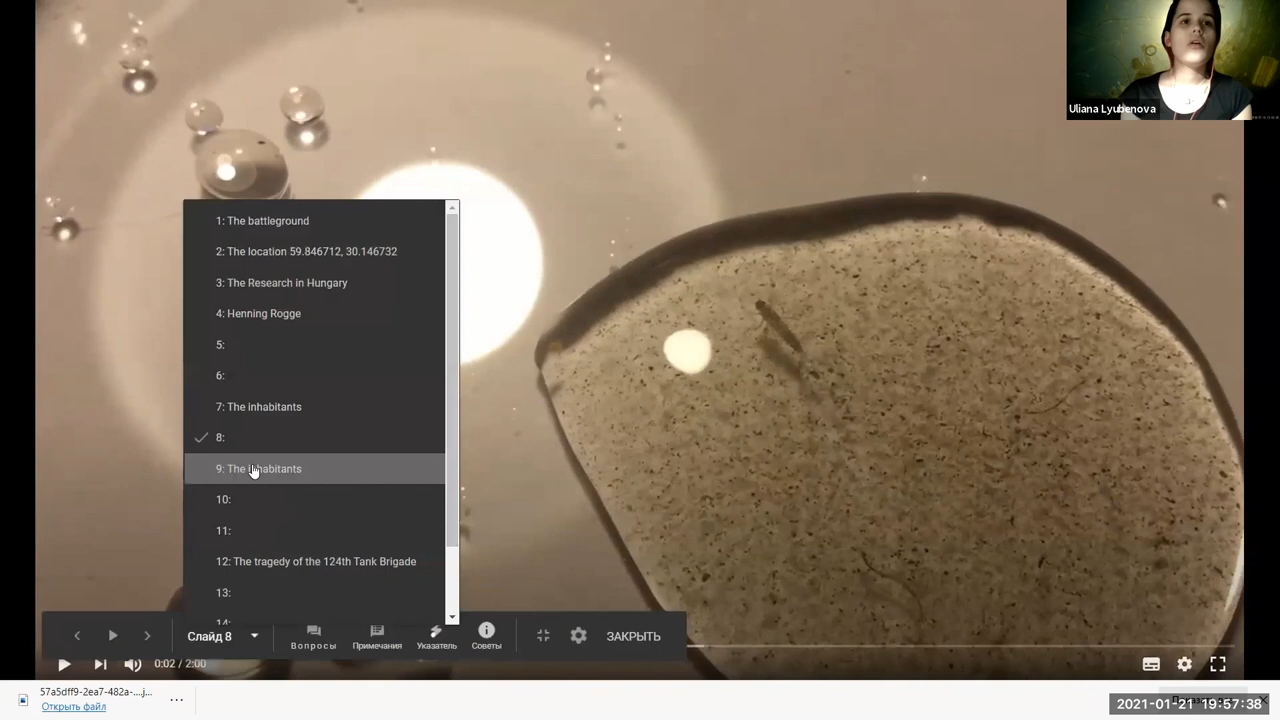 Uliana Lyubenova
1: The battleground
2: The location 59.846712, 30.146732
3: The Research in Hungary
4: Henning Rogge
5:
6:
7: The inhabitants
8:
9: The inhabitants
10:
11:
12: The tragedy of the 124th Tank Brigade
13:
14:
Слайд 8
Вопросы
Примечания
Указатель
Советы
ЗАКРЫТЬ
0:02 / 2:00
57a5dff9-2ea7-482a-....j...
Открыть файл
2021-01-21 19:57:38